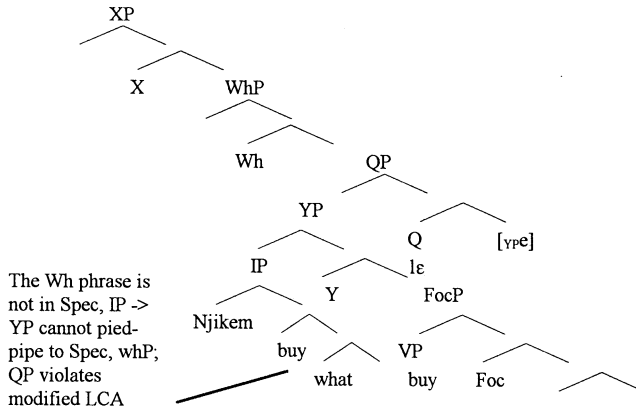 XP
X
WhP
Wh
QP
YP
Q
[YPe]
IP
lɛ
Y
FocP
The Wh phrase is
not in Spec, IP ->
YP cannot pied-
pipe to Spec, whP;
QP violates
modified LCA
Njikem
buy
VP
what
buy
Foc